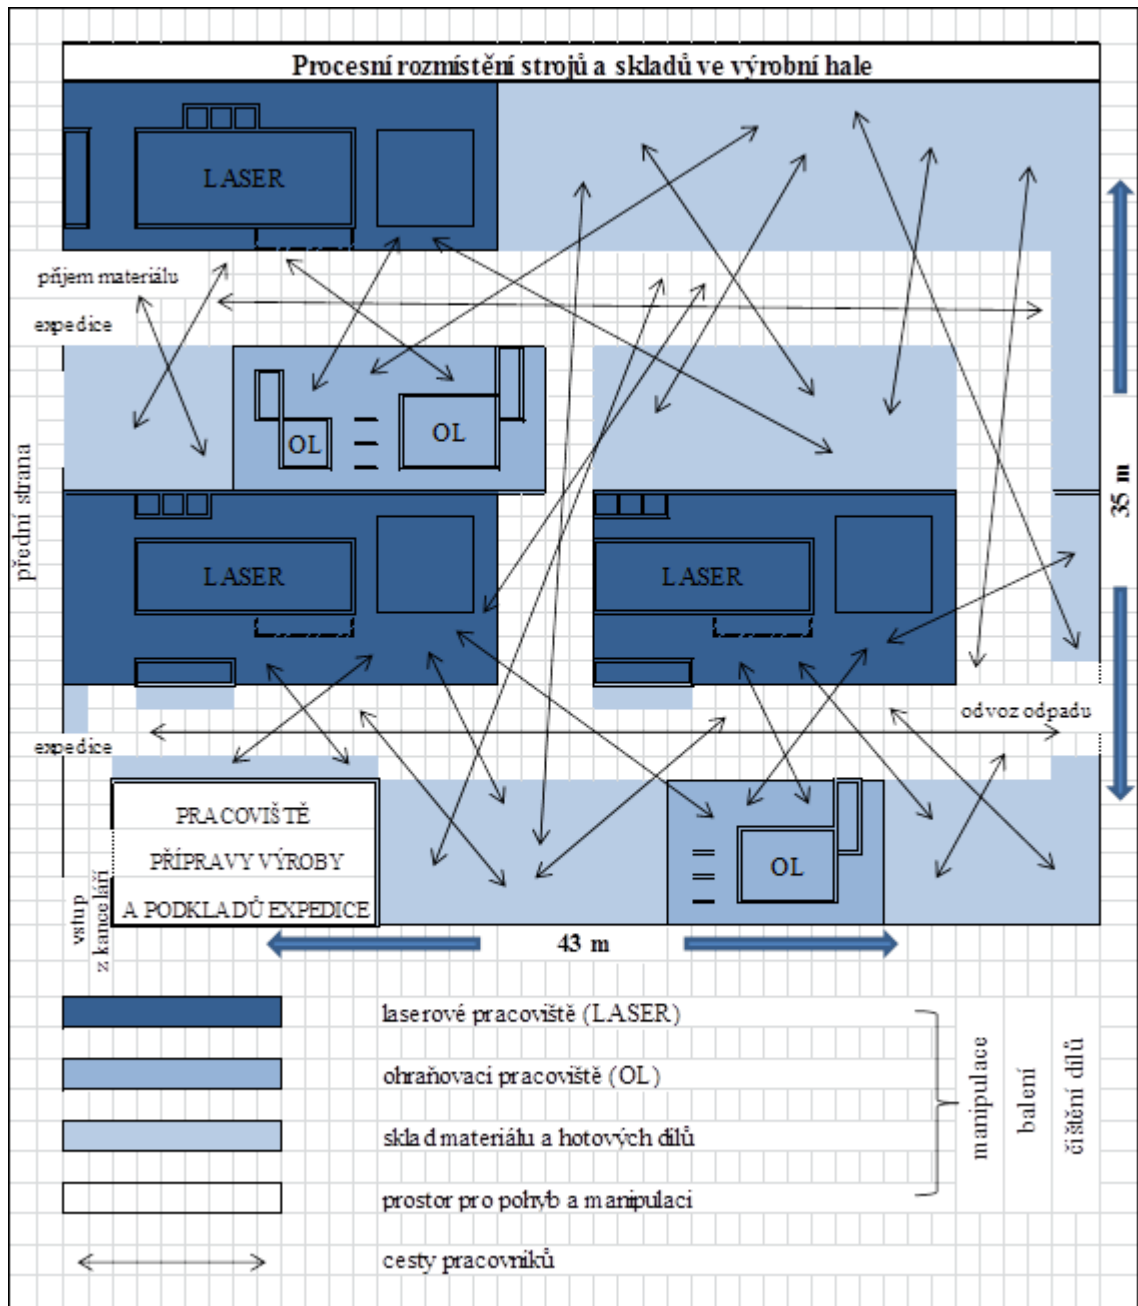 Procesní rozmístění strojů a skladů ve výrobní hale
LASER
příjem materiálu
expedice
OL
OL
přední strana
35 m
LASER
LASER
odvoz odpadu
expedice
PRACOVIŠTĚ
PŘÍPRAVY VÝROBY
A PODKLADŮ EXPEDICE
OL
vstup
z kanceláří
43 m
laserové pracoviště (LASER)
ohraňovací pracoviště (OL)
sklad materiálu a hotových dílů
prostor pro pohyb a manipulaci
cesty pracovníků
manipulace
balení
čištění dílů